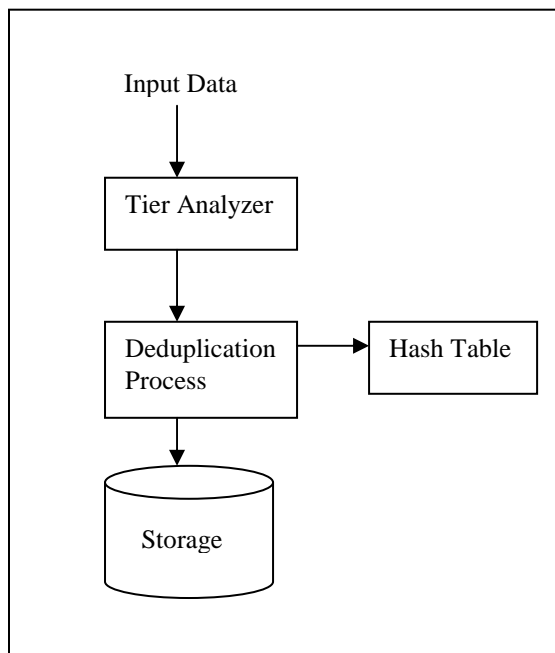 Input Data
Tier Analyzer
Deduplication
Process
Hash Table
Storage